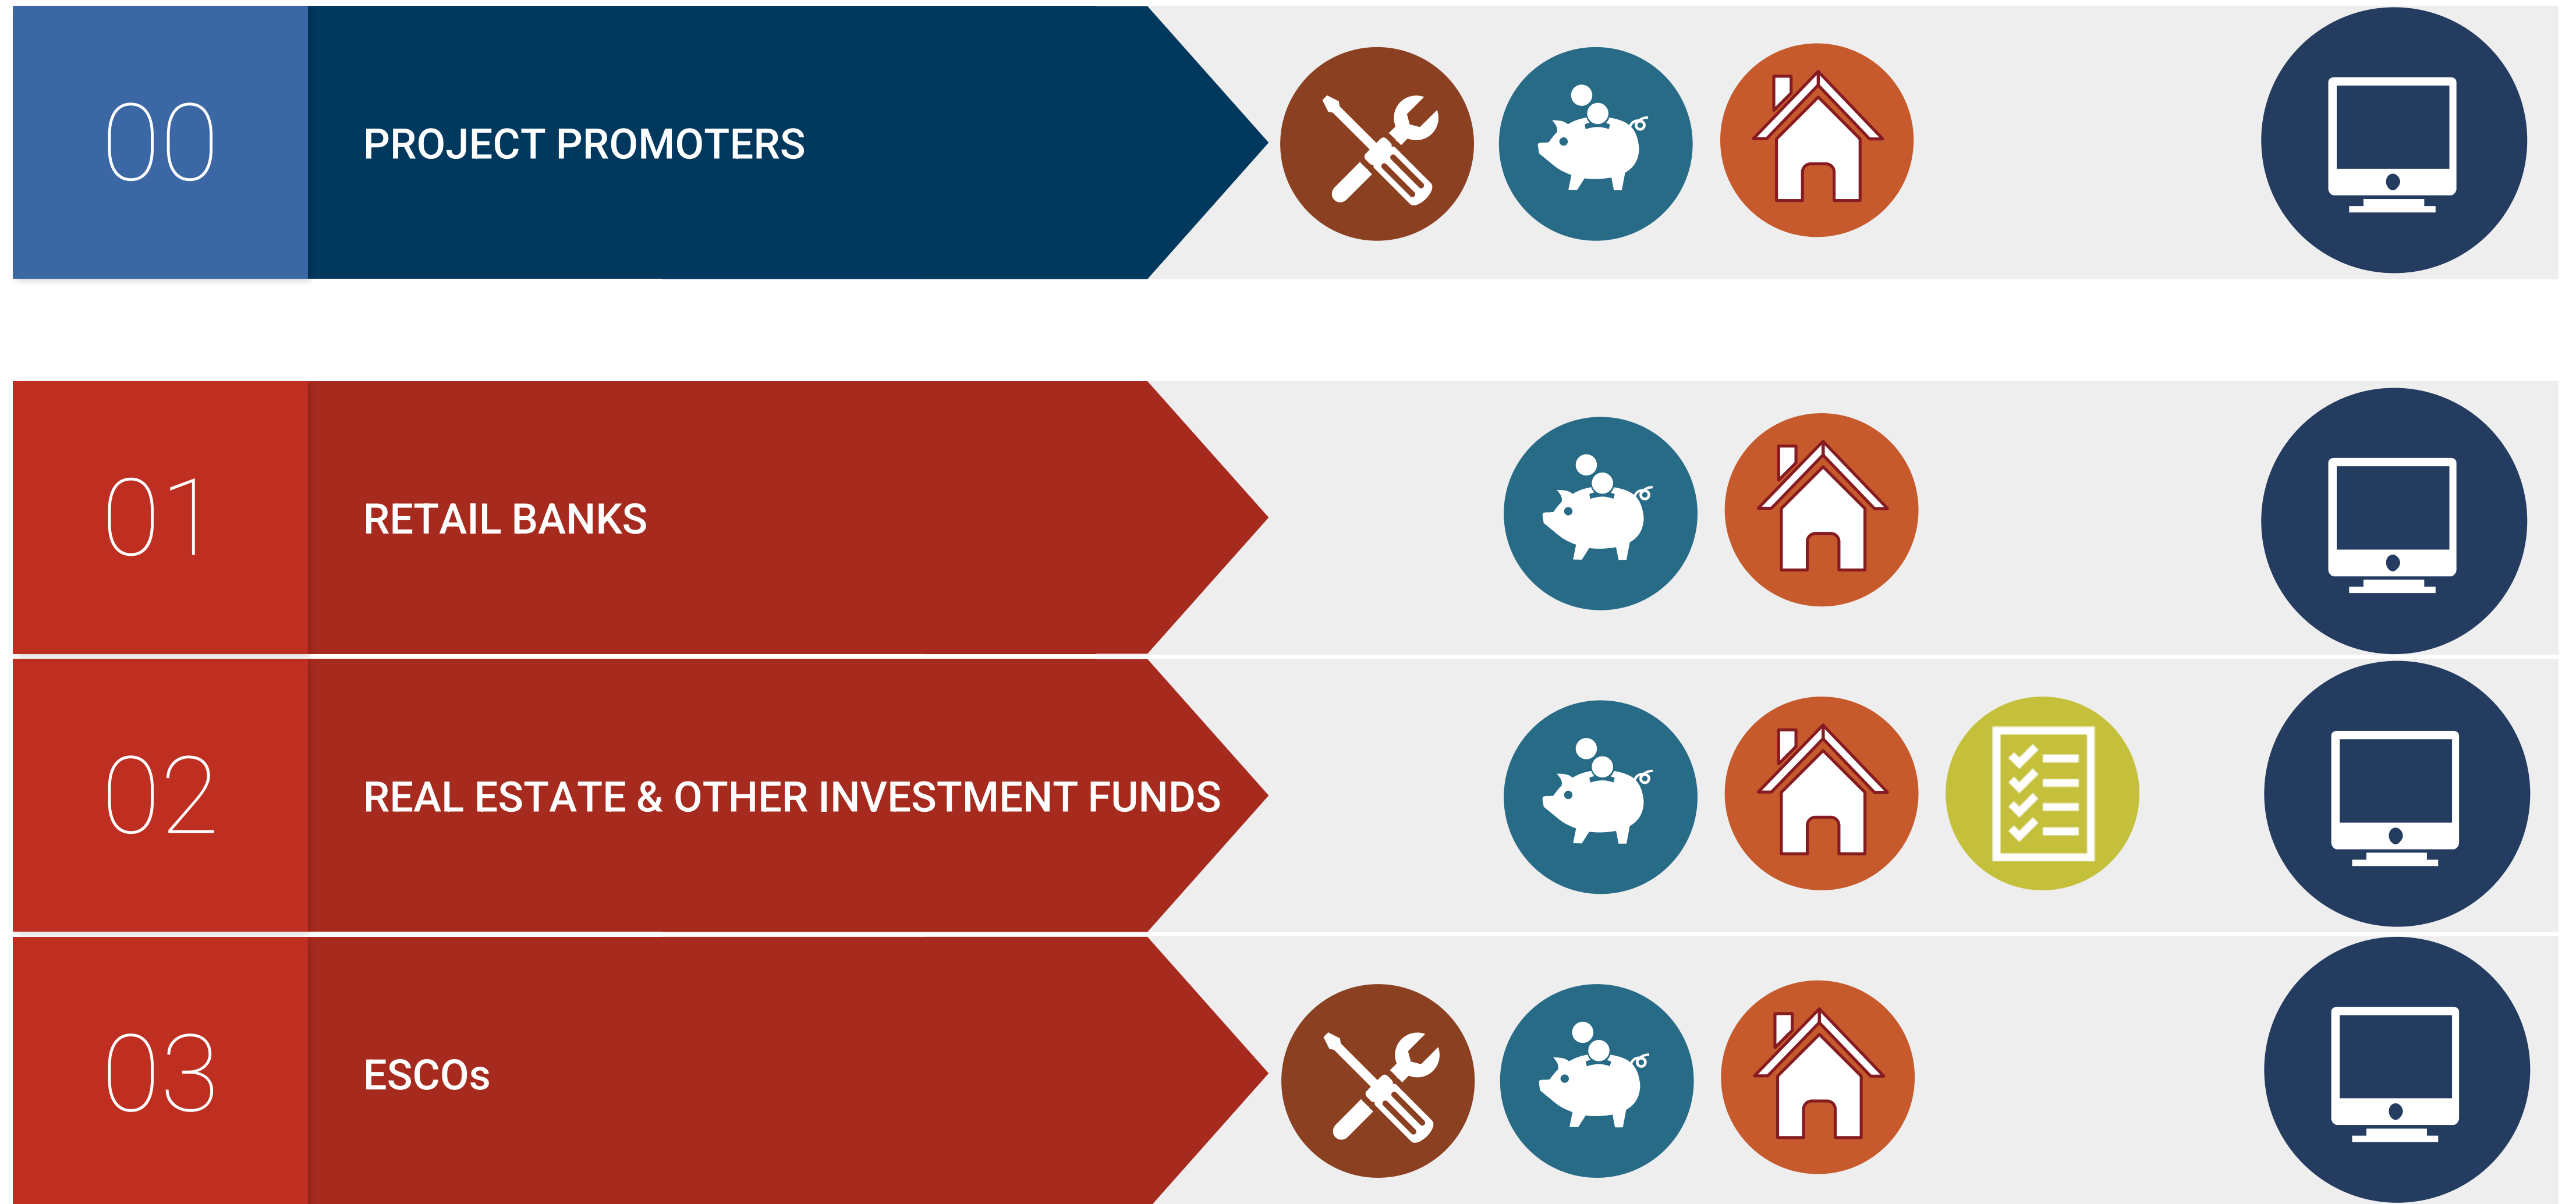 00
PROJECT PROMOTERS
01
RETAIL BANKS
02
REAL ESTATE & OTHER INVESTMENT FUNDS
03
ESCOs